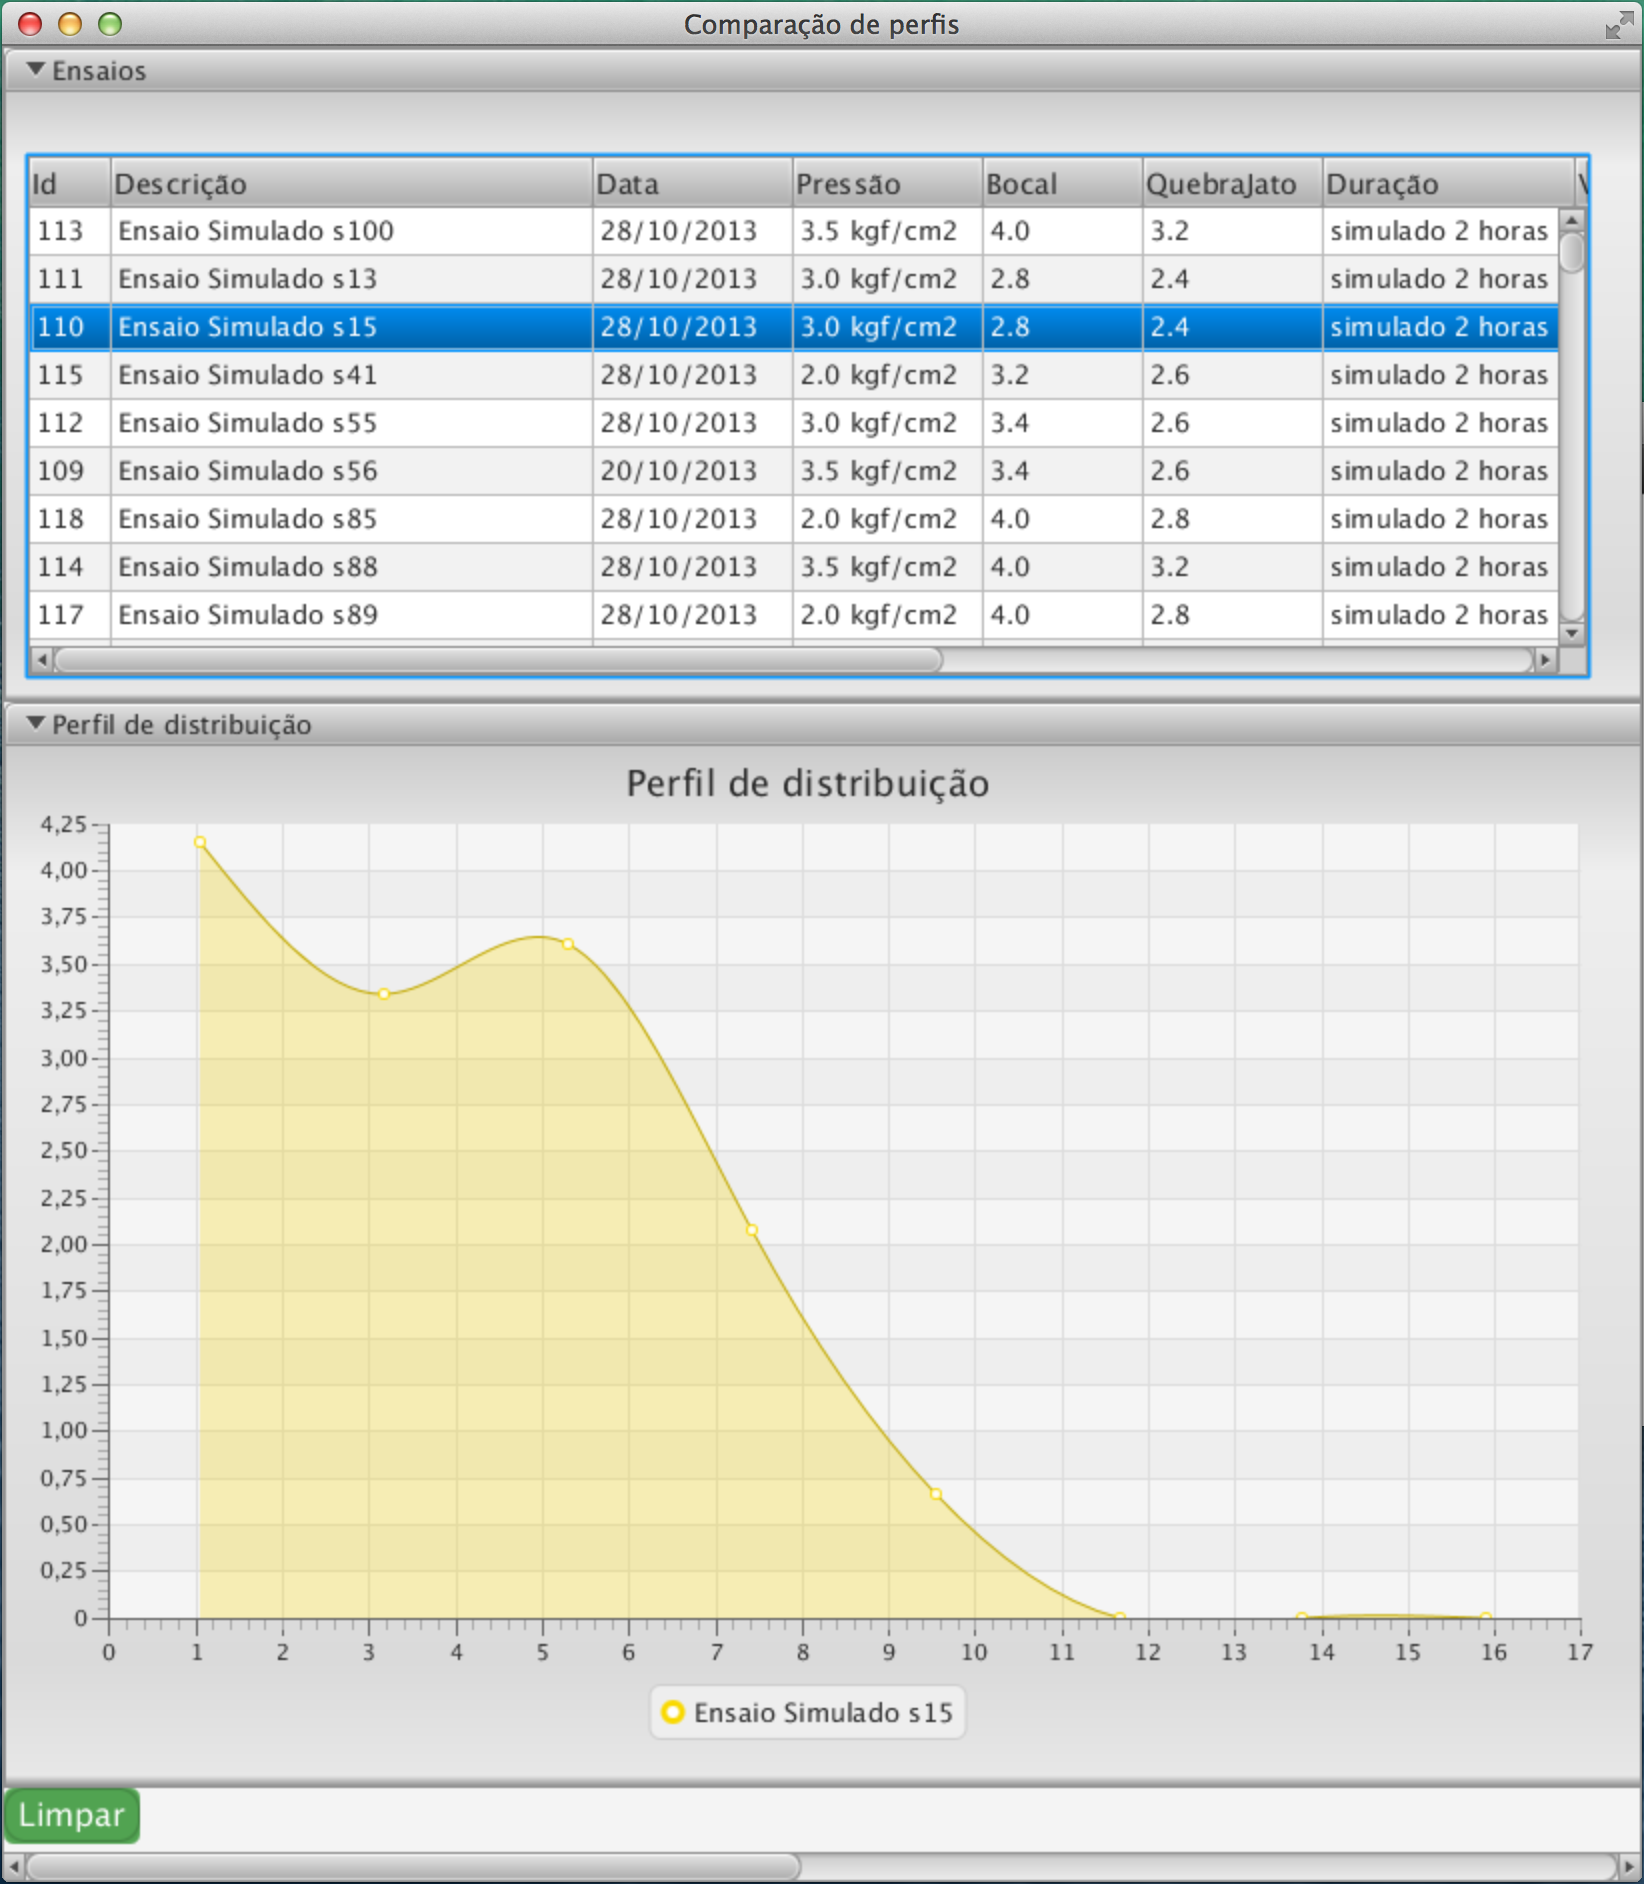 Comparação de perfis
Ensaios
Id Descrição Data Pressão Bocal QuebraJato Duração
113 Ensaio Simulado s100 28/10/2013 3.5 kgf/cm2 4.0 3.2 simulado 2 horas
111 Ensaio Simulado s13 28/10/2013 3.0 kgf/cm2 2.8 2.4 simulado 2 horas
110 Ensaio Simulado s15 28/10/2013 3.0 kgf/cm2 2.8 2.4 simulado 2 horas
115 Ensaio Simulado s41 28/10/2013 2.0 kgf/cm2 3.2 2.6 simulado 2 horas
112 Ensaio Simulado s55 28/10/2013 3.0 kgf/cm2 3.4 2.6 simulado 2 horas
109 Ensaio Simulado s56 20/10/2013 3.5 kgf/cm2 3.4 2.6 simulado 2 horas
118 Ensaio Simulado s85 28/10/2013 2.0 kgf/cm2 4.0 2.8 simulado 2 horas
114 Ensaio Simulado s88 28/10/2013 3.5 kgf/cm2 4.0 3.2 simulado 2 horas
117 Ensaio Simulado s89 28/10/2013 2.0 kgf/cm2 4.0 2.8 simulado 2 horas
Perfil de distribuição
Perfil de distribuição
4,25
4,00
3,75
3,50
3,25
3,00
2,75
2,50
2,25
2,00
1,75
1,50
1,25
1,00
0,75
0,50
0,25
0
0 1 2 3 4 5 6 7 8 9 10 11 12 13 14 15 16 17
Ensaio Simulado s15
Limpar